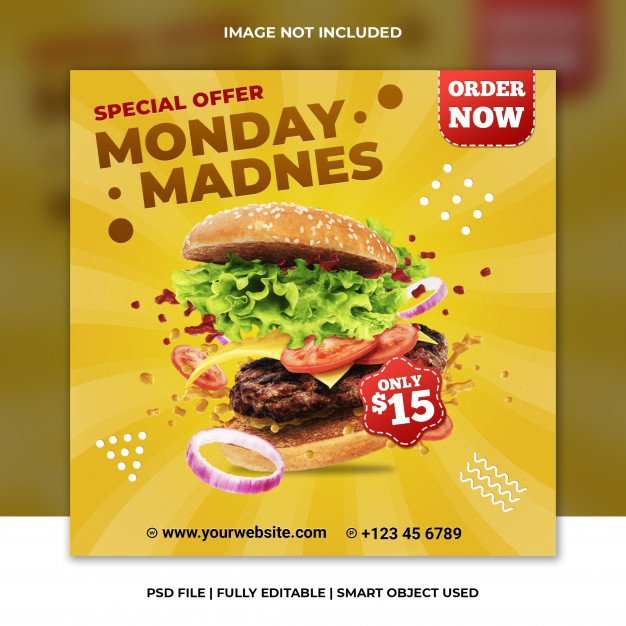 IMAGE NOT INCLUDED
SPECIAL OFFER
MONDAY
MADNES
ORDER
NOW
ONLY
$15
www.yourwebsite.com
+123 45 6789
PSD FILE | FULLY EDITABLE | SMART OBJECT USED